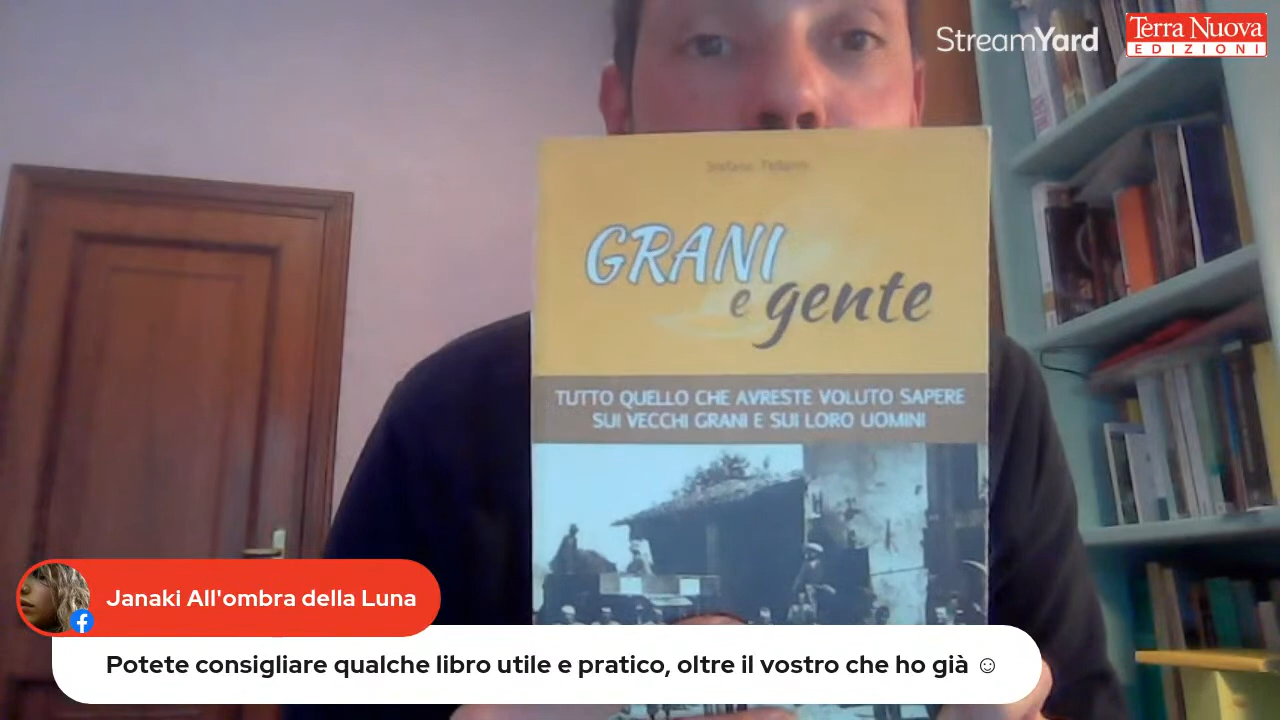 StreamYard
Terra Nuova
EDIZIONI
GRANI
e gente
TUTTO QUELLO CHE AVRESTE VOLUTO SAPERE
SUI VECCHI GRANI E SUI LORO UOMINI
Janaki All'ombra della Luna
Potete consigliare qualche libro utile e pratico, oltre il vostro che ho già ☺